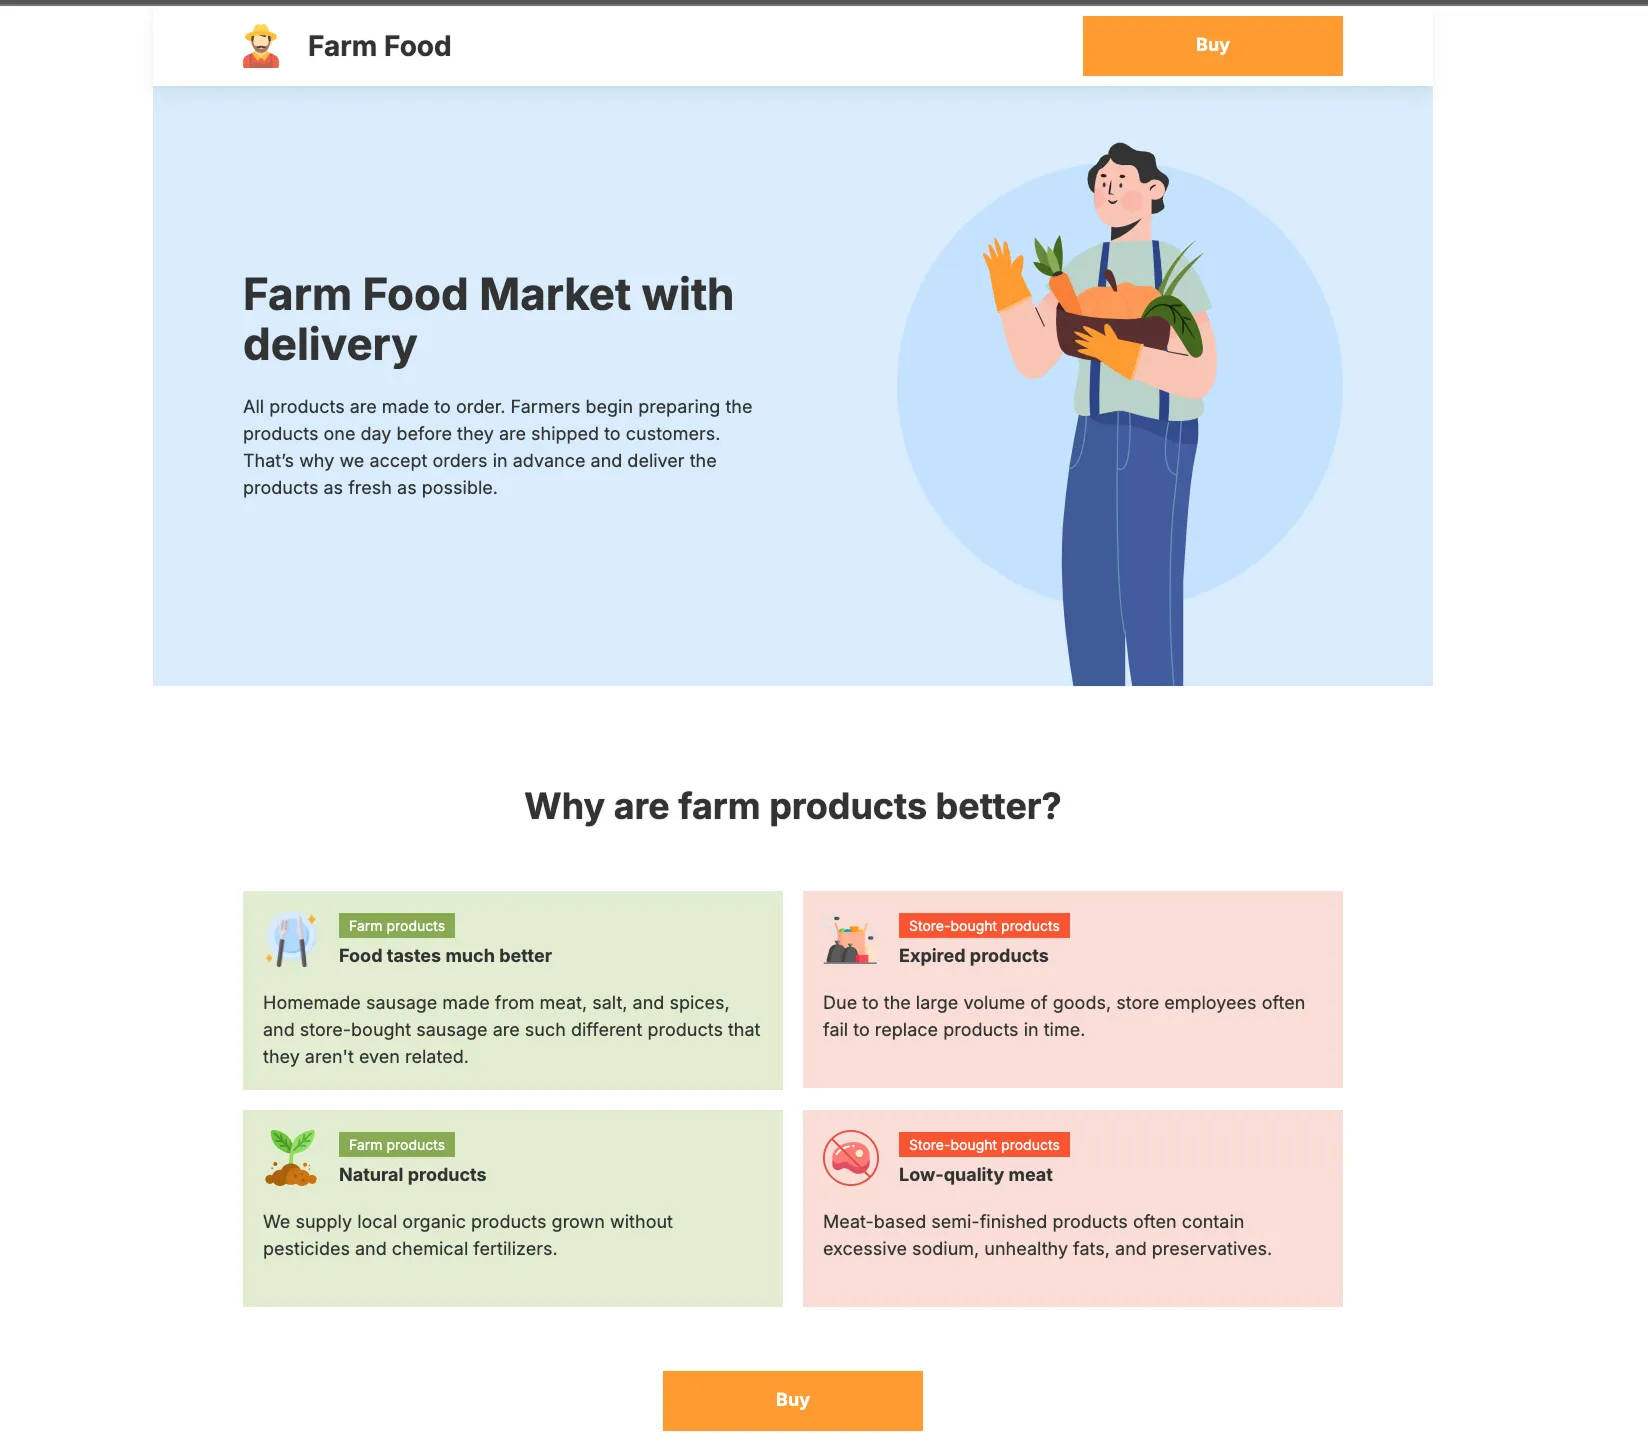 Farm Food
Buy
Farm Food Market with
delivery
All products are made to order. Farmers begin preparing the
products one day before they are shipped to customers.
That’s why we accept orders in advance and deliver the
products as fresh as possible.
Why are farm products better?
Farm products
Food tastes much better
Homemade sausage made from meat, salt, and spices,
and store-bought sausage are such different products that
they aren't even related.
Store-bought products
Expired products
Due to the large volume of goods, store employees often
fail to replace products in time.
Farm products
Natural products
We supply local organic products grown without
pesticides and chemical fertilizers.
Store-bought products
Low-quality meat
Meat-based semi-finished products often contain
excessive sodium, unhealthy fats, and preservatives.
Buy